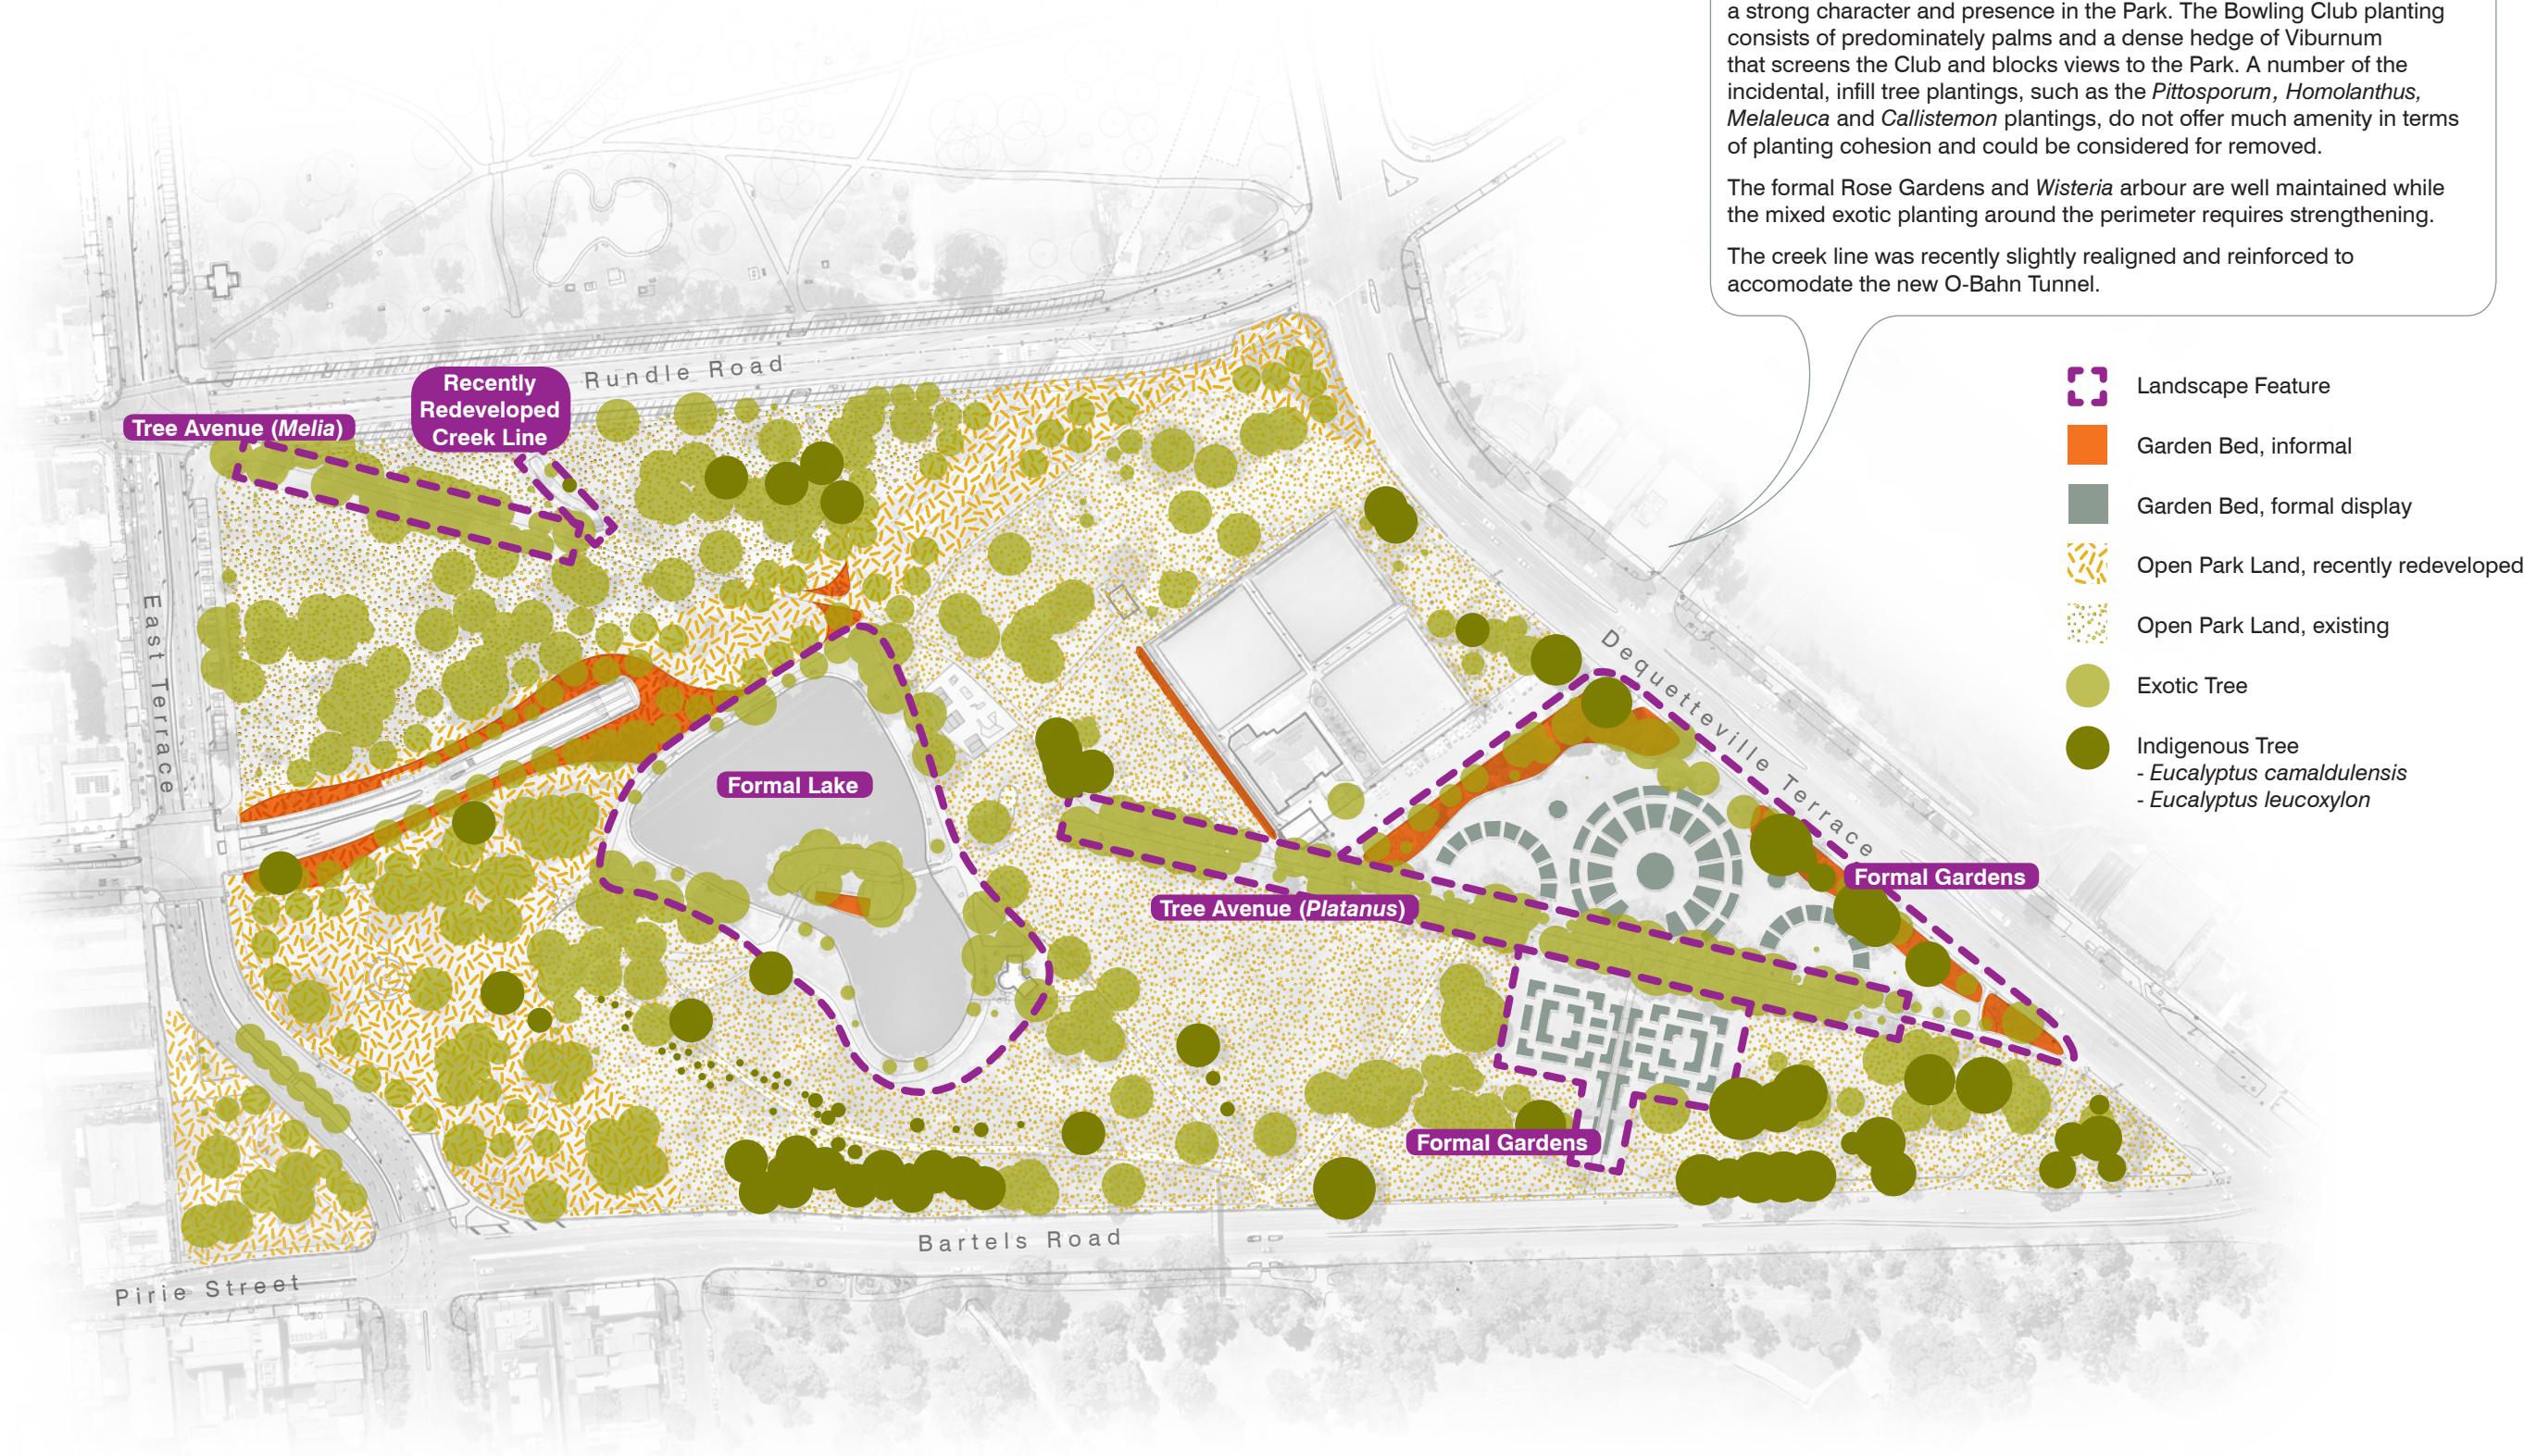 a strong character and presence in the Park. The Bowling Club planting
consists of predominately palms and a dense hedge of Viburnum
that screens the Club and blocks views to the Park. A number of the
incidental, infill tree plantings, such as the Pittosporum, Homolanthus,
Melaleuca and Callistemon plantings, do not offer much amenity in terms
of planting cohesion and could be considered for removed.
The formal Rose Gardens and Wisteria arbour are well maintained while
the mixed exotic planting around the perimeter requires strengthening.
The creek line was recently slightly realigned and reinforced to
accomodate the new O-Bahn Tunnel.
Landscape Feature
Garden Bed, informal
Garden Bed, formal display
Open Park Land, recently redeveloped
Open Park Land, existing
Exotic Tree
Indigenous Tree
- Eucalyptus camaldulensis
- Eucalyptus leucoxylon
Rundle Road
Recently
Redeveloped
Creek Line
Tree Avenue (Melia)
East Terrace
Dequetteville Terrace
Formal Lake
Formal Gardens
Tree Avenue (Platanus)
Formal Gardens
Bartels Road
Pirie Street